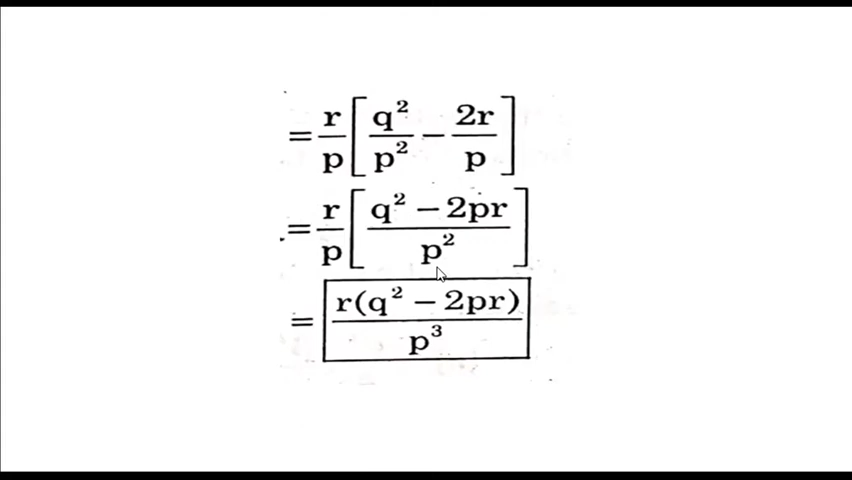 = r/p [ q²/p² − 2r/p ]
= r/p [ (q² − 2pr)/p² ]
= r(q² − 2pr)/p³